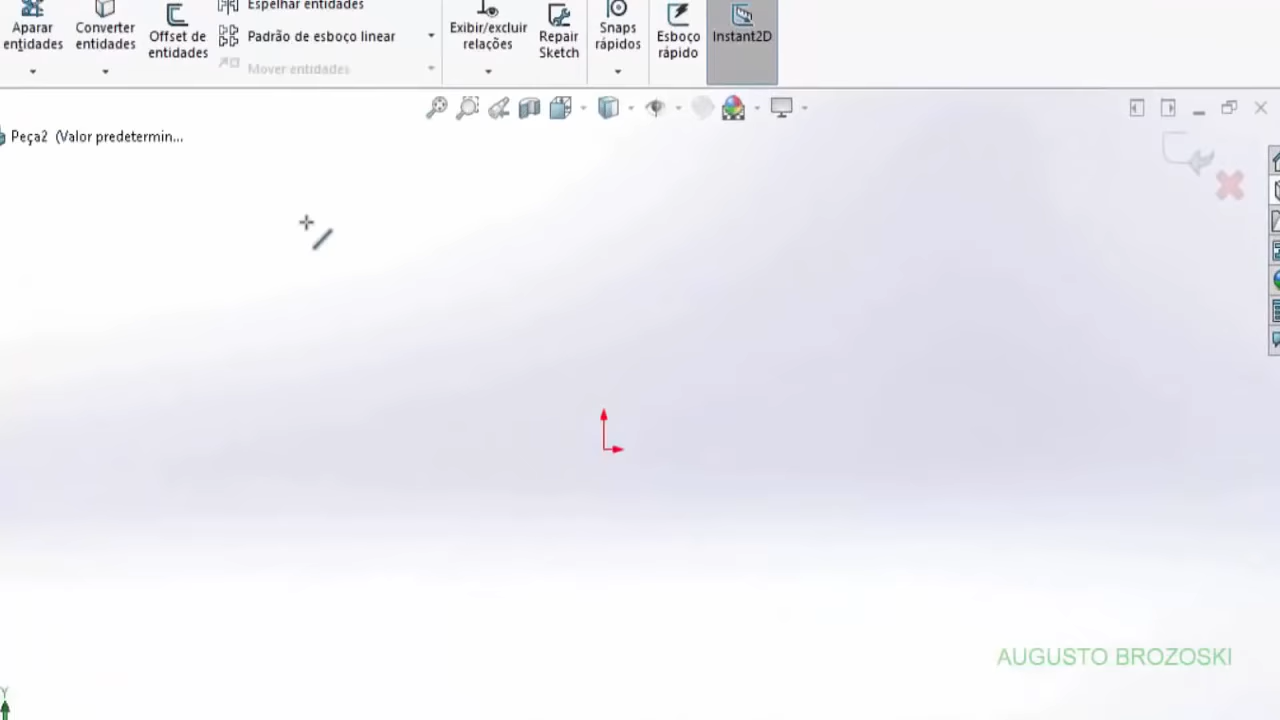 Espelhar entidades
Aparar
entidades
Converter
entidades
Offset de
entidades
Padrão de esboço linear
Mover entidades
Exibir/excluir
relações
Repair
Sketch
Snaps
rápidos
Esboço
rápido
Instant2D
Peça2 (Valor predetermin...
AUGUSTO BROZOSKI
Y